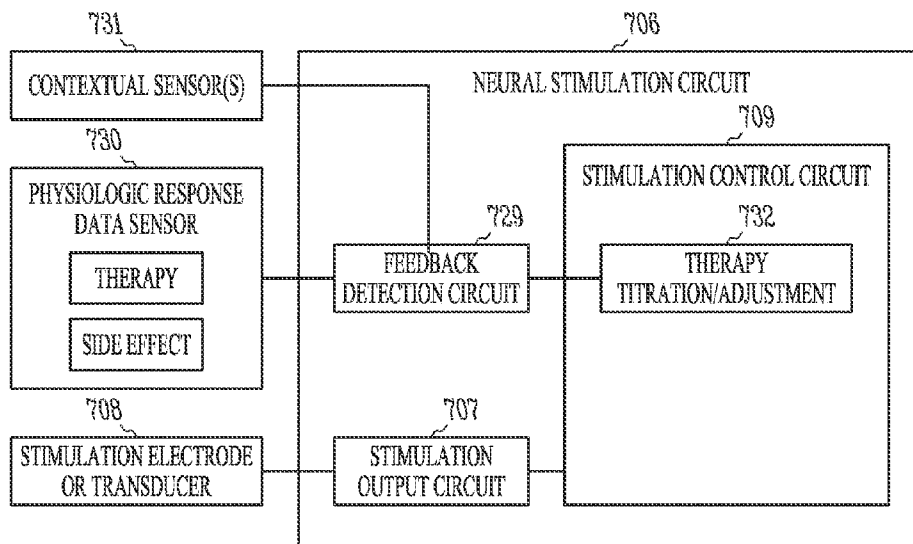 731
CONTEXTUAL SENSOR(S)
730
PHYSIOLOGIC RESPONSE
DATA SENSOR
THERAPY
SIDE EFFECT
708
STIMULATION ELECTRODE
OR TRANSDUCER
706
NEURAL STIMULATION CIRCUIT
729
FEEDBACK
DETECTION CIRCUIT
707
STIMULATION
OUTPUT CIRCUIT
709
STIMULATION CONTROL CIRCUIT
732
THERAPY
TITRATION/ADJUSTMENT